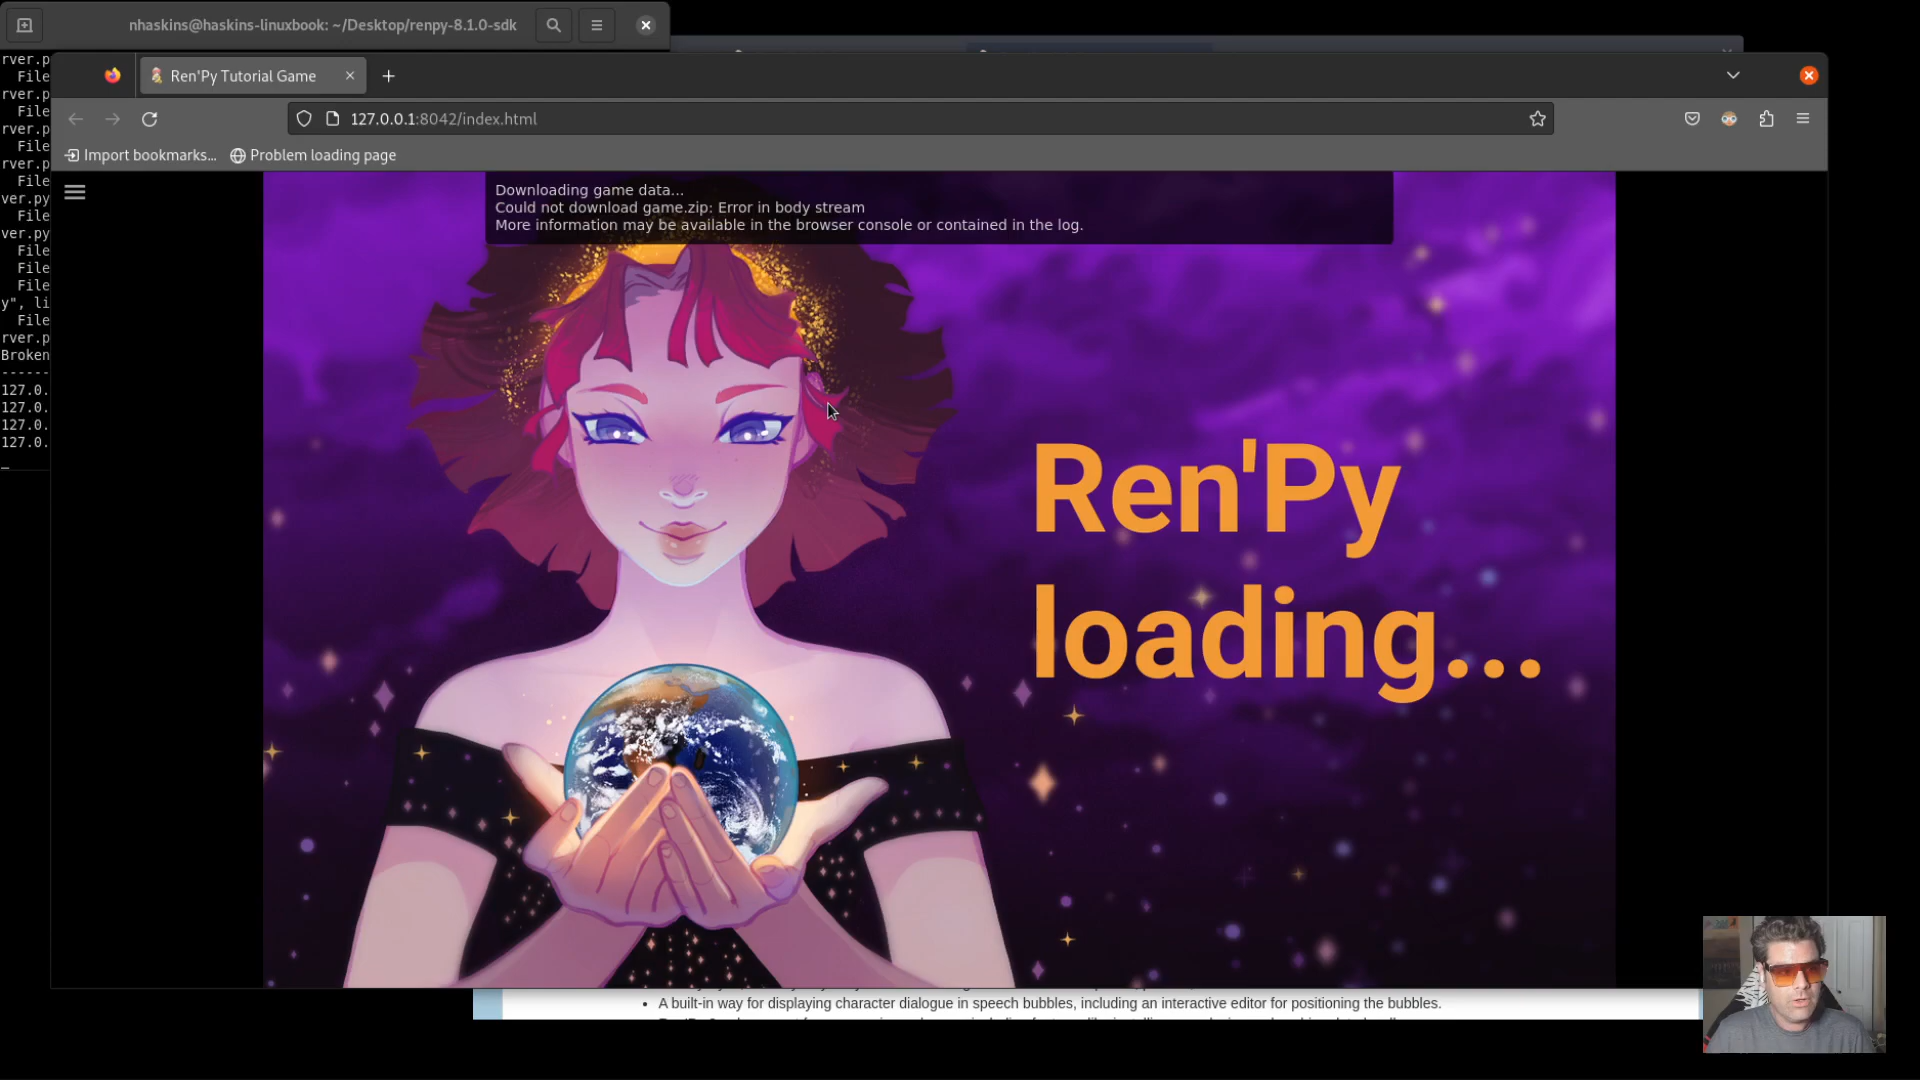 nhaskins@haskins-linuxbook: ~/Desktop/renpy-8.1.0-sdk
rver.p
File
rver.p
File
rver.p
File
rver.p
File
ver.py
File
ver.py
File
File
File
y", li
File
rver.p
Broken
------
127.0.
127.0.
127.0.
127.0.
Ren'Py Tutorial Game
127.0.0.1:8042/index.html
Import bookmarks...
Problem loading page
Downloading game data...
Could not download game.zip: Error in body stream
More information may be available in the browser console or contained in the log.
Ren'Py
loading...
• A built-in way for displaying character dialogue in speech bubbles, including an interactive editor for positioning the bubbles.